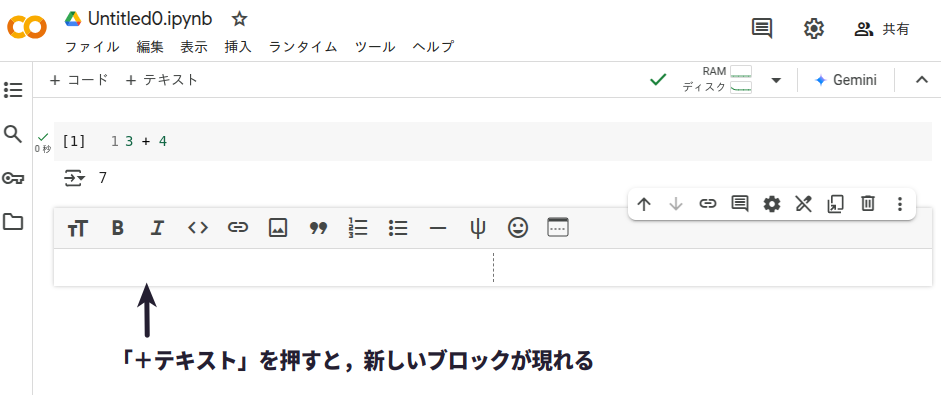 Untitled0.ipynb
ファイル 編集 表示 挿入 ランタイム ツール ヘルプ
共有
+ コード + テキスト
RAM
ディスク
Gemini
0 秒
[1] 1 3 + 4
7
「＋テキスト」を押すと，新しいブロックが現れる